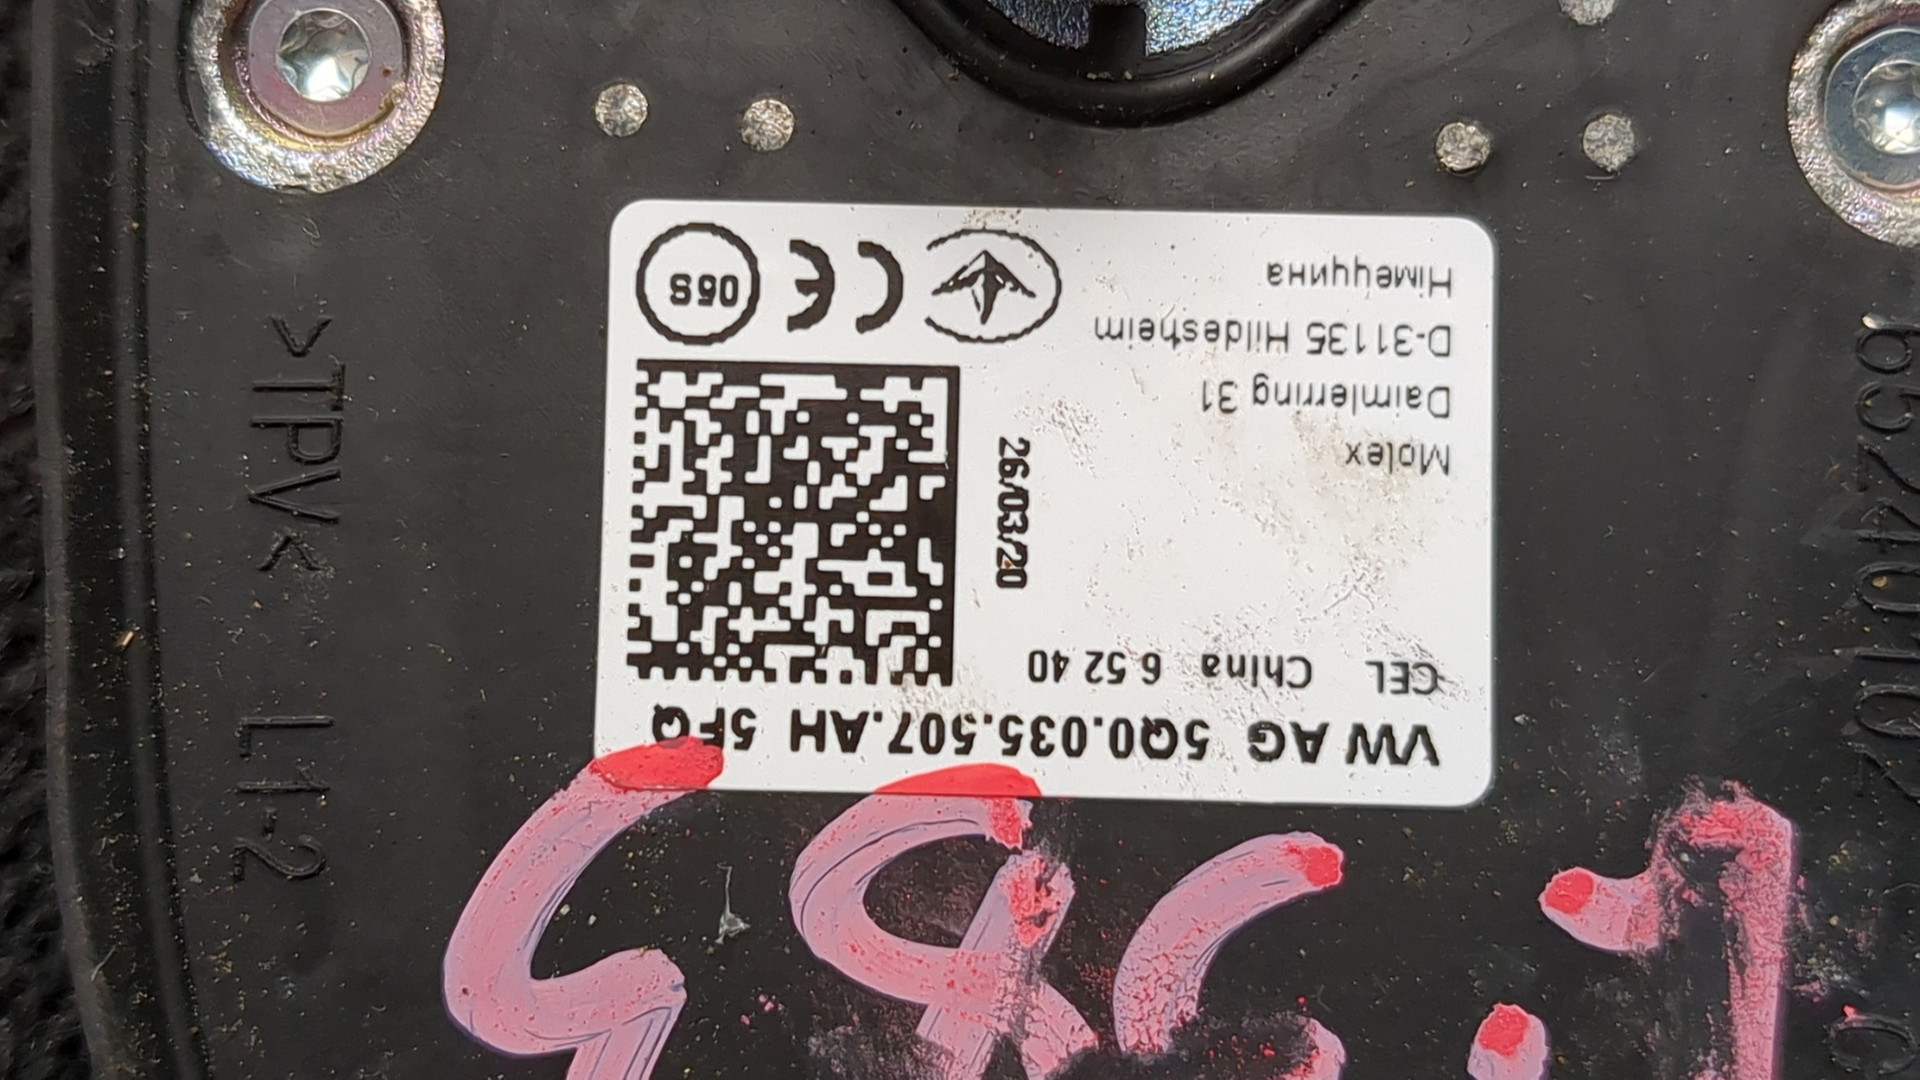 VW AG 5Q0.035.507.AH 5FQ
CEL China 6 52 40
26/03/20
Molex
Daimlerring 31
D-31135 Hildesheim
Німеччина
CE
05S
>TPV< L1-2